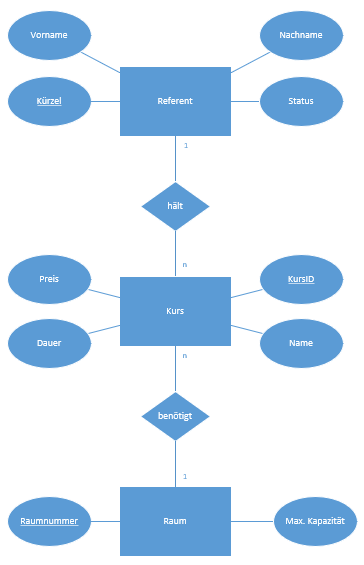 Vorname
Nachname
Kürzel
Referent
Status
1
hält
n
Preis
KursID
Kurs
Dauer
Name
n
benötigt
1
Raumnummer
Raum
Max. Kapazität